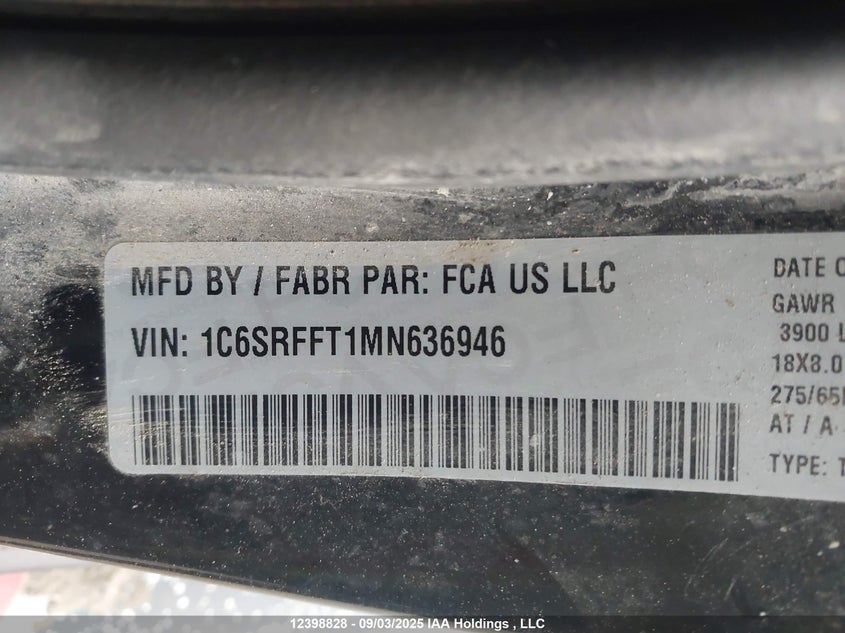 MFD BY / FABR PAR: FCA US LLC
VIN: 1C6SRFFT1MN636946
DATE O
GAWR
3900 L
18X8.0
275/65
AT / A
TYPE: T
12398828 - 09/03/2025 IAA Holdings , LLC